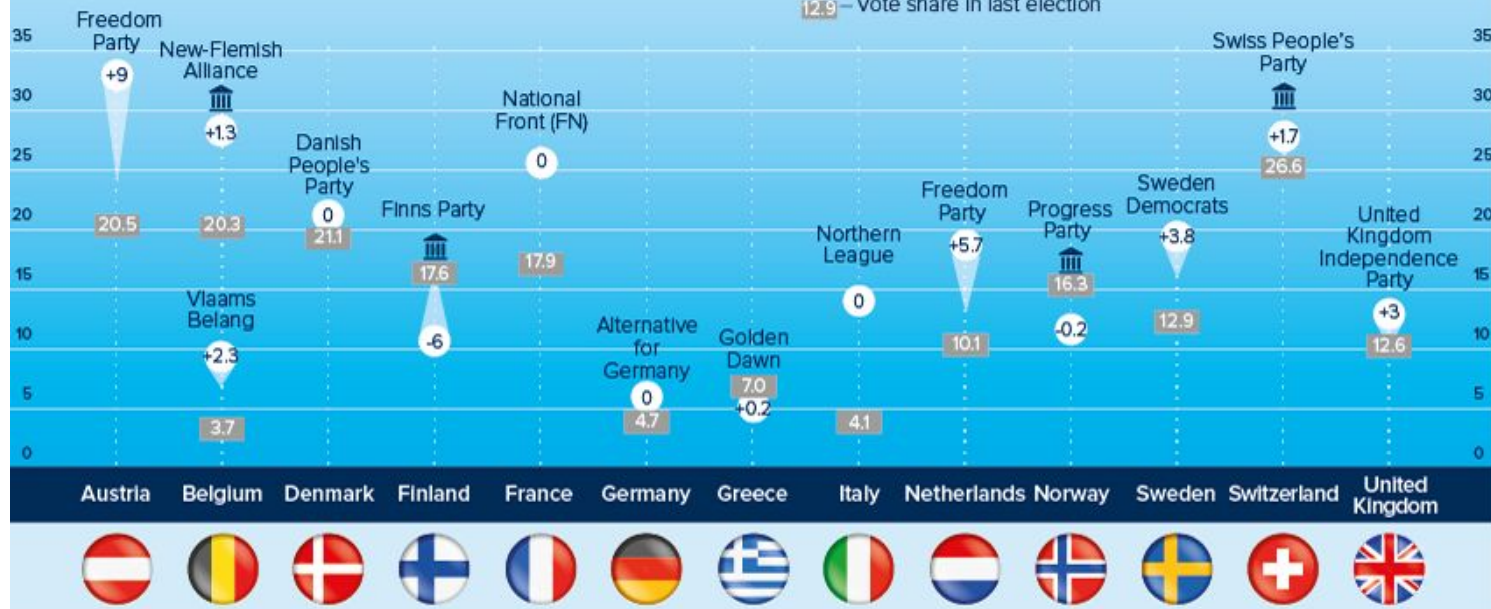 12.9 – Vote share in last election
35
30
25
20
15
10
5
0
35
30
25
20
15
10
5
0
Freedom
Party
+9
20.5
New-Flemish
Alliance
+1.3
20.3
Vlaams
Belang
+2.3
3.7
Danish
People's
Party
0
21.1
Finns Party
17.6
-6
National
Front (FN)
0
17.9
Alternative
for
Germany
0
4.7
Golden
Dawn
7.0
+0.2
Northern
League
0
4.1
Freedom
Party
+5.7
10.1
Progress
Party
16.3
-0.2
Sweden
Democrats
+3.8
12.9
Swiss People's
Party
+1.7
26.6
United
Kingdom
Independence
Party
+3
12.6
Austria
Belgium
Denmark
Finland
France
Germany
Greece
Italy
Netherlands
Norway
Sweden
Switzerland
United
Kingdom